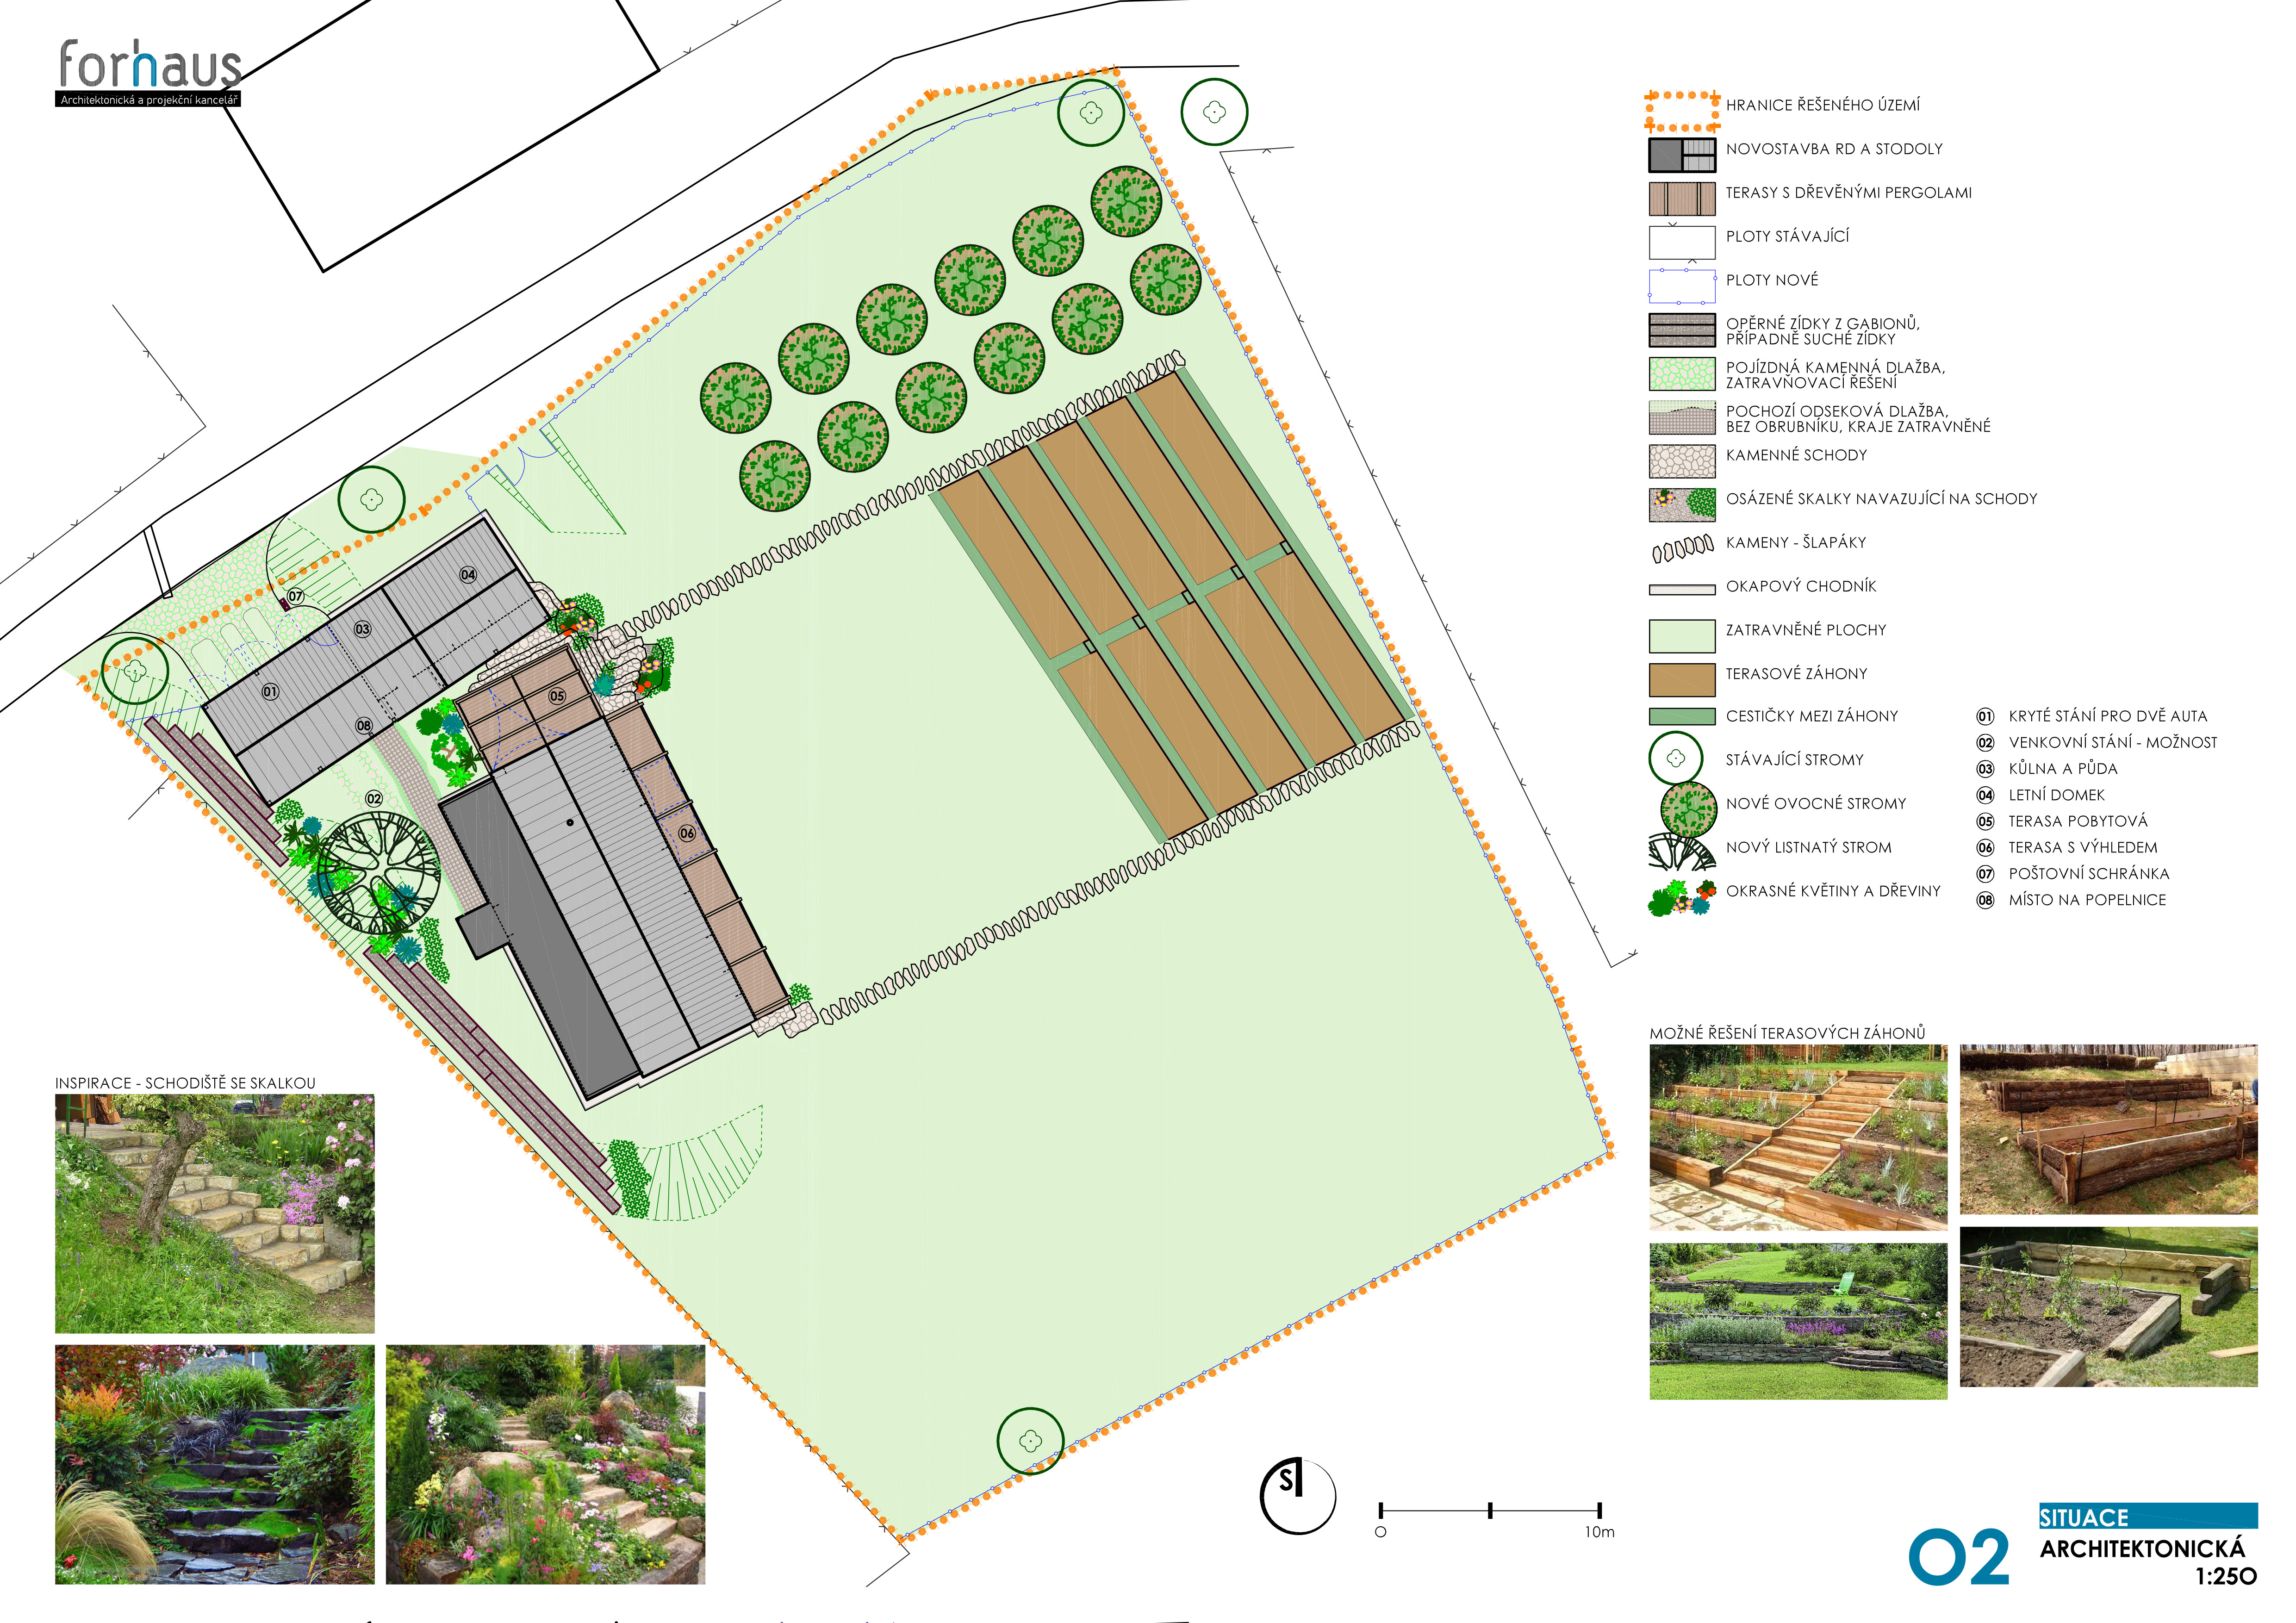 forhaus
Architektonická a projekční kancelář
01
02
03
04
05
06
07
08
HRANICE ŘEŠENÉHO ÚZEMÍ
NOVOSTAVBA RD A STODOLY
TERASY S DŘEVĚNÝMI PERGOLAMI
PLOTY STÁVAJÍCÍ
PLOTY NOVÉ
OPĚRNÉ ZÍDKY Z GABIONŮ,
PŘÍPADNĚ SUCHÉ ZÍDKY
POJÍZDNÁ KAMENNÁ DLAŽBA,
ZATRAVŇOVACÍ ŘEŠENÍ
POCHOZÍ ODSEKOVÁ DLAŽBA,
BEZ OBRUBNÍKU, KRAJE ZATRAVNĚNÉ
KAMENNÉ SCHODY
OSÁZENÉ SKALKY NAVAZUJÍCÍ NA SCHODY
KAMENY - ŠLAPÁKY
OKAPOVÝ CHODNÍK
ZATRAVNĚNÉ PLOCHY
TERASOVÉ ZÁHONY
CESTIČKY MEZI ZÁHONY
STÁVAJÍCÍ STROMY
NOVÉ OVOCNÉ STROMY
NOVÝ LISTNATÝ STROM
OKRASNÉ KVĚTINY A DŘEVINY
01 KRYTÉ STÁNÍ PRO DVĚ AUTA
02 VENKOVNÍ STÁNÍ - MOŽNOST
03 KŮLNA A PŮDA
04 LETNÍ DOMEK
05 TERASA POBYTOVÁ
06 TERASA S VÝHLEDEM
07 POŠTOVNÍ SCHRÁNKA
08 MÍSTO NA POPELNICE
MOŽNÉ ŘEŠENÍ TERASOVÝCH ZÁHONŮ
INSPIRACE - SCHODIŠTĚ SE SKALKOU
S
0
10m
02
SITUACE
ARCHITEKTONICKÁ
1:250